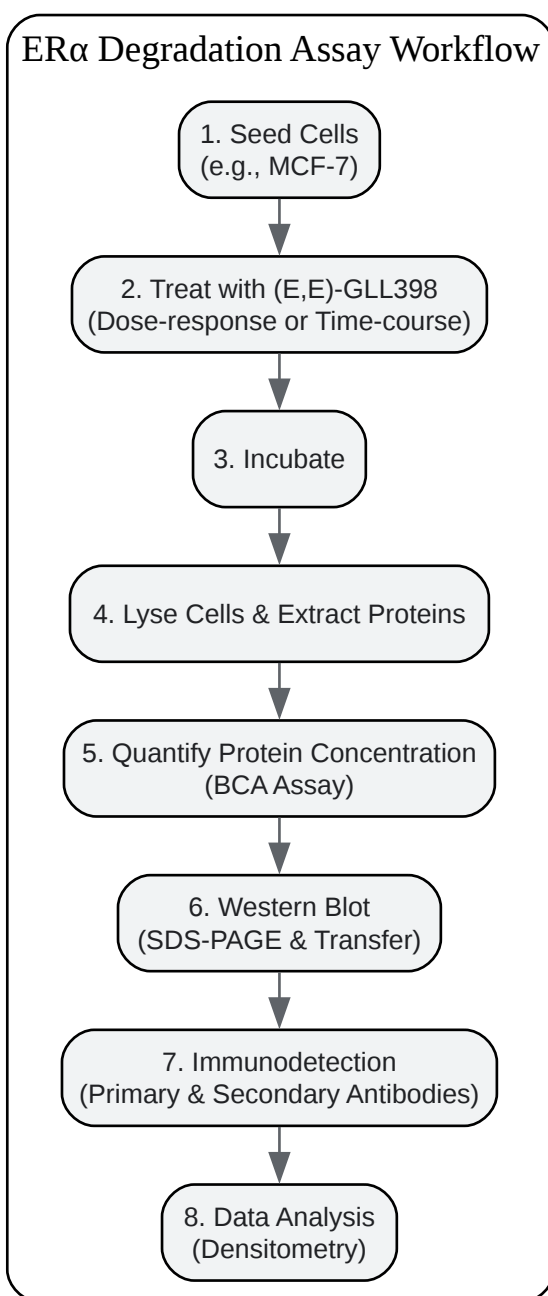 ERα Degradation Assay Workflow
1. Seed Cells
(e.g., MCF-7)
2. Treat with (E,E)-GLL398
(Dose-response or Time-course)
3. Incubate
4. Lyse Cells & Extract Proteins
5. Quantify Protein Concentration
(BCA Assay)
6. Western Blot
(SDS-PAGE & Transfer)
7. Immunodetection
(Primary & Secondary Antibodies)
8. Data Analysis
(Densitometry)